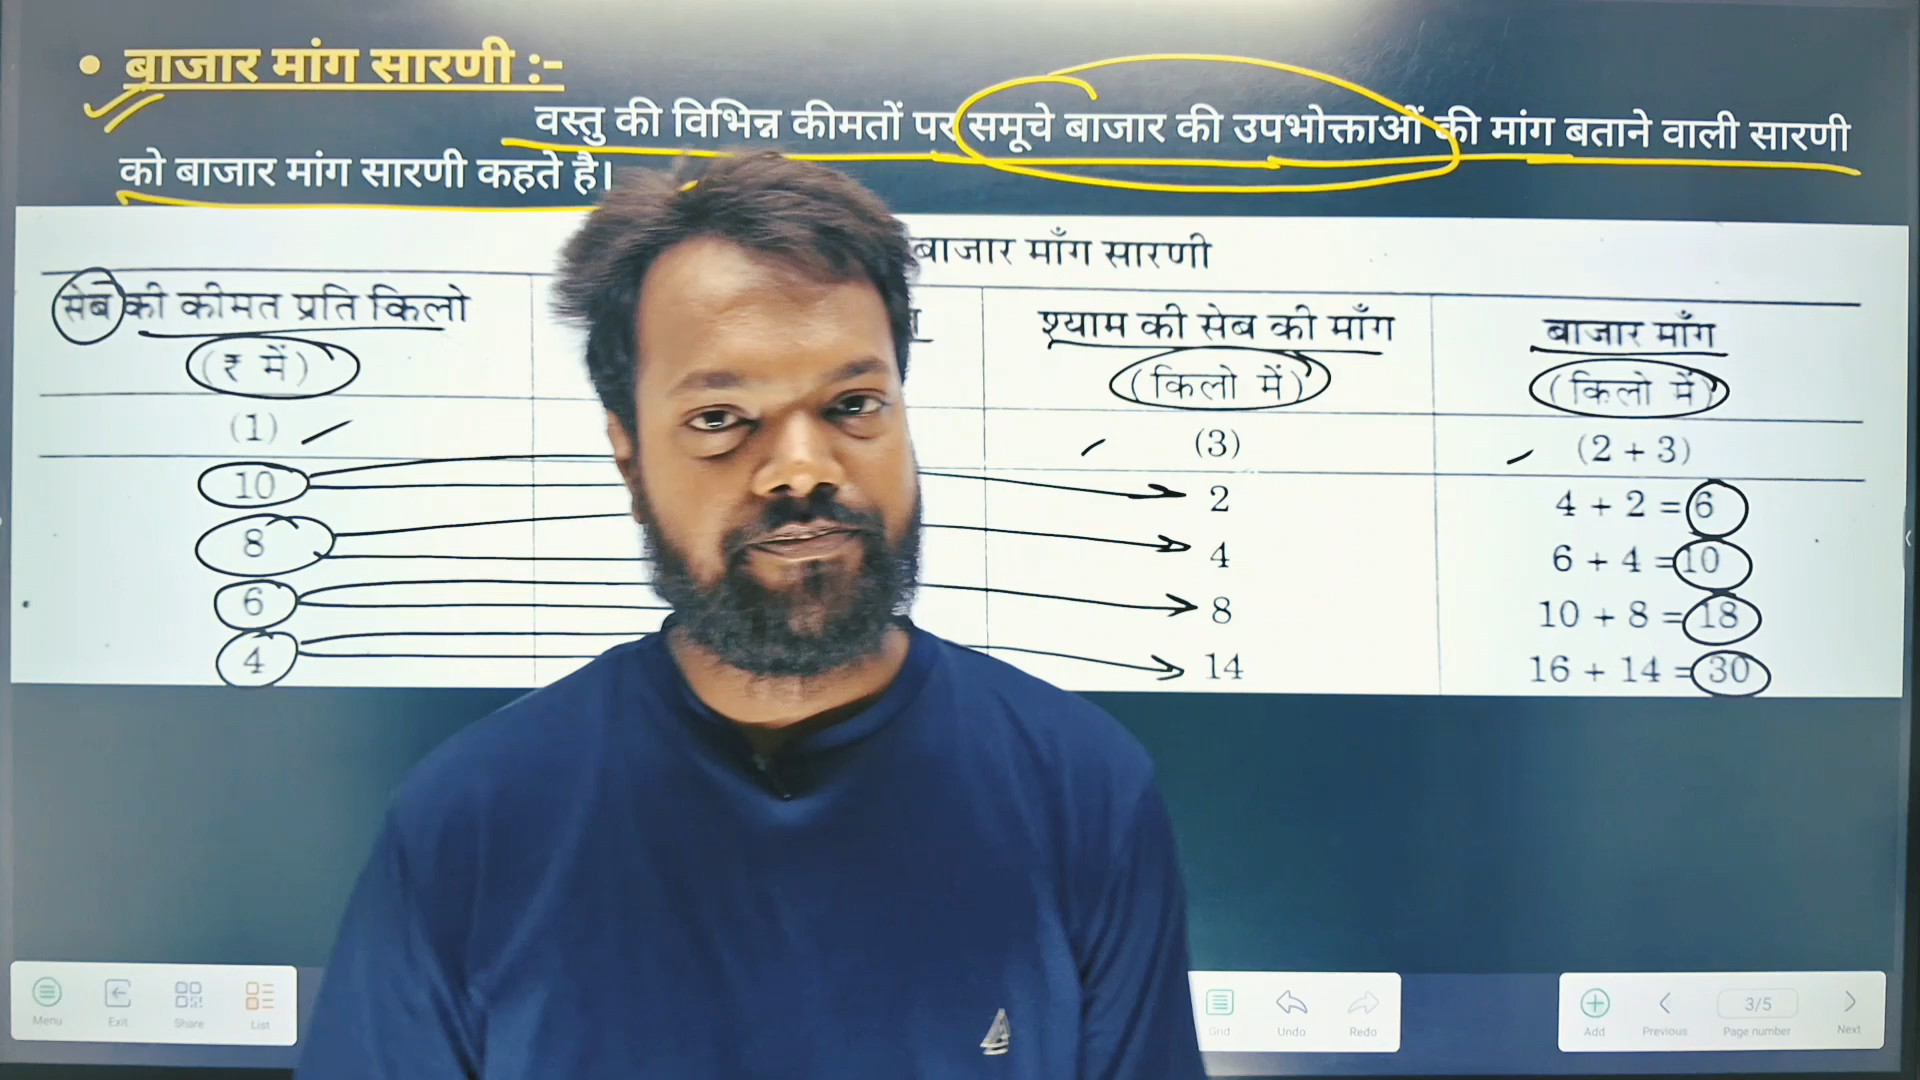 • बाजार मांग सारणी :-
वस्तु की विभिन्न कीमतों पर समूचे बाजार की उपभोक्ताओं की मांग बताने वाली सारणी
को बाजार मांग सारणी कहते है।
बाजार माँग सारणी
सेब की कीमत प्रति किलो श्याम की सेब की माँग बाजार माँग
(₹ में) (किलो में) (किलो में)
(1) (3) (2 + 3)
10 2 4 + 2 = 6
8 4 6 + 4 = 10
6 8 10 + 8 = 18
4 14 16 + 14 = 30
Menu Exit Share List Grid Undo Redo Add Previous 3/5 Page number Next